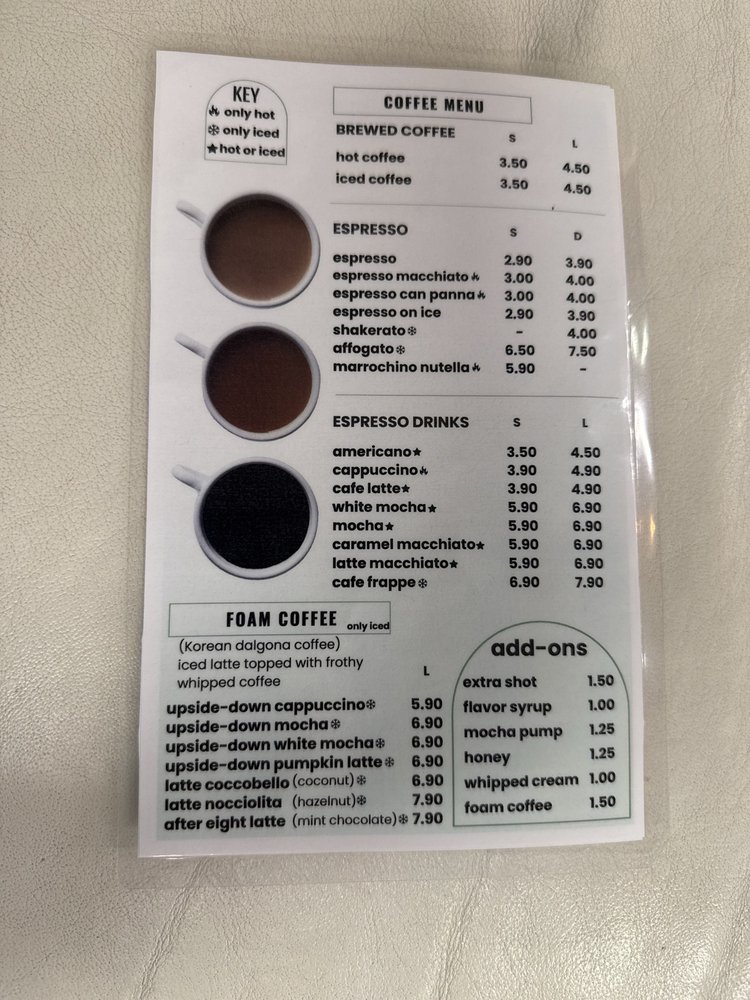 KEY
only hot
only iced
hot or iced
COFFEE MENU
BREWED COFFEE S L
hot coffee 3.50 4.50
iced coffee 3.50 4.50
ESPRESSO S D
espresso 2.90 3.90
espresso macchiato 3.00 4.00
espresso can panna 3.00 4.00
espresso on ice 2.90 3.90
shakerato - 4.00
affogato 6.50 7.50
marrochino nutella 5.90 -
ESPRESSO DRINKS S L
americano 3.50 4.50
cappuccino 3.90 4.90
cafe latte 3.90 4.90
white mocha 5.90 6.90
mocha 5.90 6.90
caramel macchiato 5.90 6.90
latte macchiato 5.90 6.90
cafe frappe 6.90 7.90
FOAM COFFEE only iced
(Korean dalgona coffee)
iced latte topped with frothy
whipped coffee
L
upside-down cappuccino 5.90
upside-down mocha 6.90
upside-down white mocha 6.90
upside-down pumpkin latte 6.90
latte coccobello (coconut) 6.90
latte nocciolita (hazelnut) 7.90
after eight latte (mint chocolate) 7.90
add-ons
extra shot 1.50
flavor syrup 1.00
mocha pump 1.25
honey 1.25
whipped cream 1.00
foam coffee 1.50